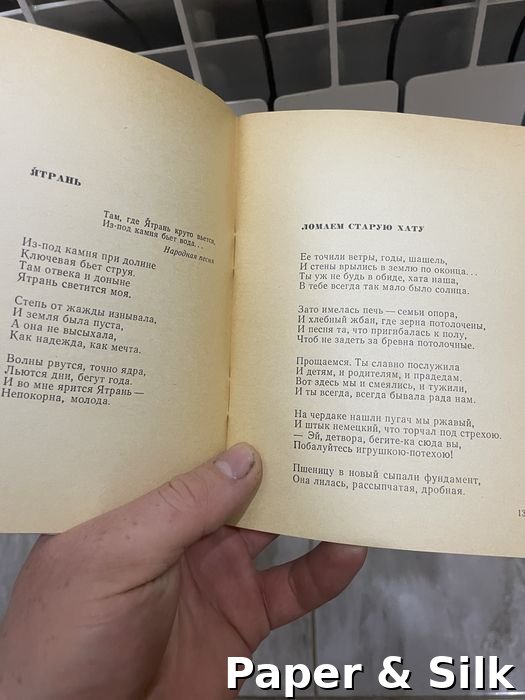 Я́ТРАНЬ
Там, где Я́трань круто вьется,
Из-под камня бьет вода...
Народная песня
Из-под камня при долине
Ключевая бьет струя.
Там отвека и доныне
Ятрань светится моя.
Степь от жажды изнывала,
И земля была пуста,
А она не высыхала,
Как надежда, как мечта.
Волны рвутся, точно ядра,
Льются дни, бегут года.
И во мне ярится Ятрань —
Непокорна, молода.
ЛОМАЕМ СТАРУЮ ХАТУ
Ее точили ветры, годы, шашель,
И стены врылись в землю по оконца...
Ты уж не будь в обиде, хата наша,
В тебе всегда так мало было солнца.
Зато имелась печь — семьи опора,
И хлебный жбан, где зерна потолочены,
И песня та, что пригибалась к полу,
Чтоб не задеть за бревна потолочные.
Прощаемся. Ты славно послужила
И детям, и родителям, и прадедам.
Вот здесь мы и смеялись, и тужили,
И ты всегда, всегда бывала рада нам.
На чердаке нашли пугач мы ржавый,
И штык немецкий, что торчал под стрехою.
— Эй, детвора, бегите-ка сюда вы,
Побалуйтесь игрушкою-потехою!
Пшеницу в новый сыпали фундамент,
Она лилась, рассыпчатая, дробная.
13
Paper & Silk